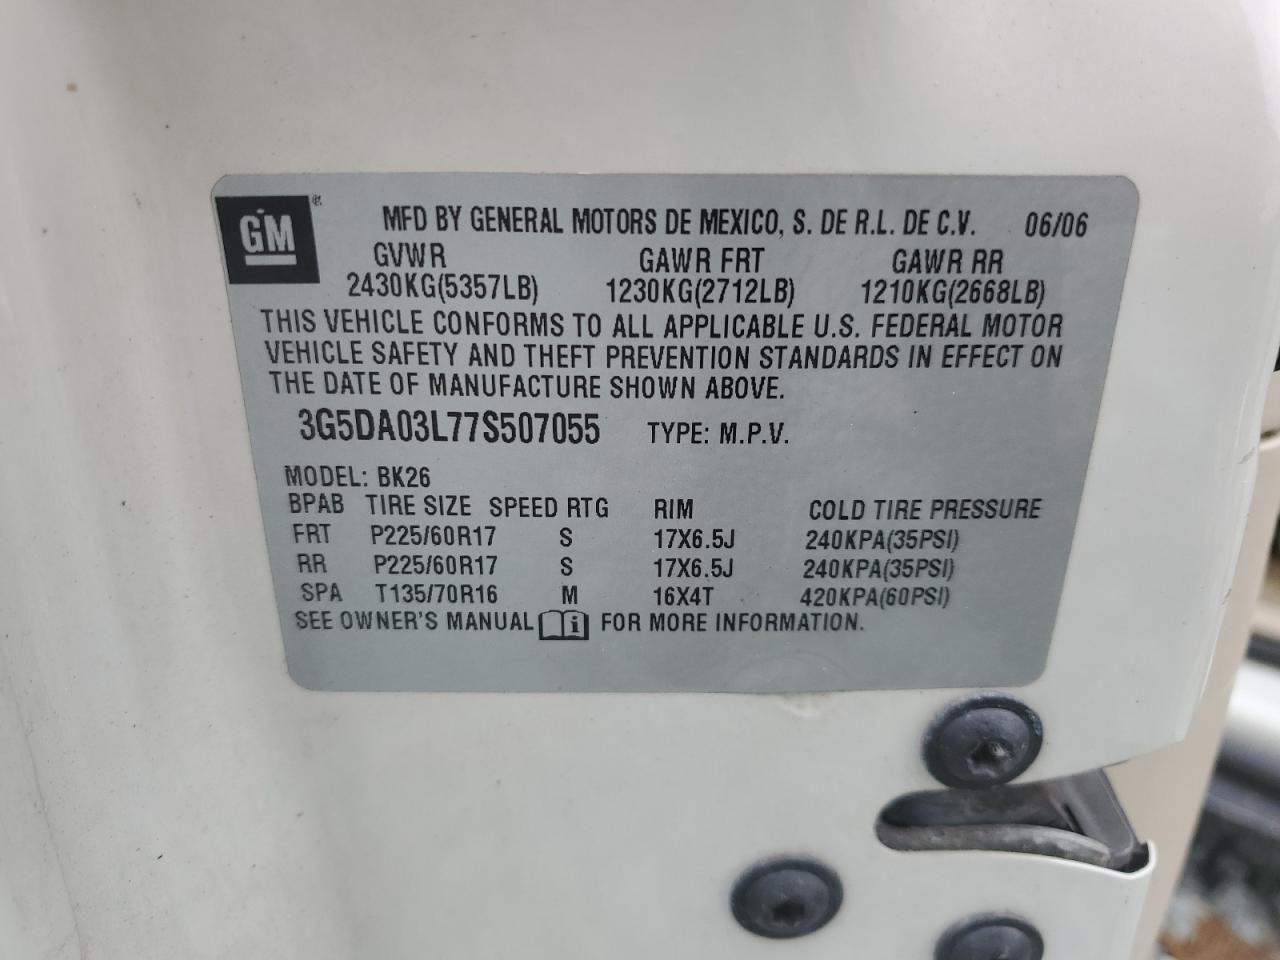 GM
MFD BY GENERAL MOTORS DE MEXICO, S. DE R.L. DE C.V. 06/06
GVWR GAWR FRT GAWR RR
2430KG(5357LB) 1230KG(2712LB) 1210KG(2668LB)
THIS VEHICLE CONFORMS TO ALL APPLICABLE U.S. FEDERAL MOTOR
VEHICLE SAFETY AND THEFT PREVENTION STANDARDS IN EFFECT ON
THE DATE OF MANUFACTURE SHOWN ABOVE.
3G5DA03L77S507055 TYPE: M.P.V.
MODEL: BK26
BPAB TIRE SIZE SPEED RTG RIM COLD TIRE PRESSURE
FRT P225/60R17 S 17X6.5J 240KPA(35PSI)
RR P225/60R17 S 17X6.5J 240KPA(35PSI)
SPA T135/70R16 M 16X4T 420KPA(60PSI)
SEE OWNER'S MANUAL i FOR MORE INFORMATION.